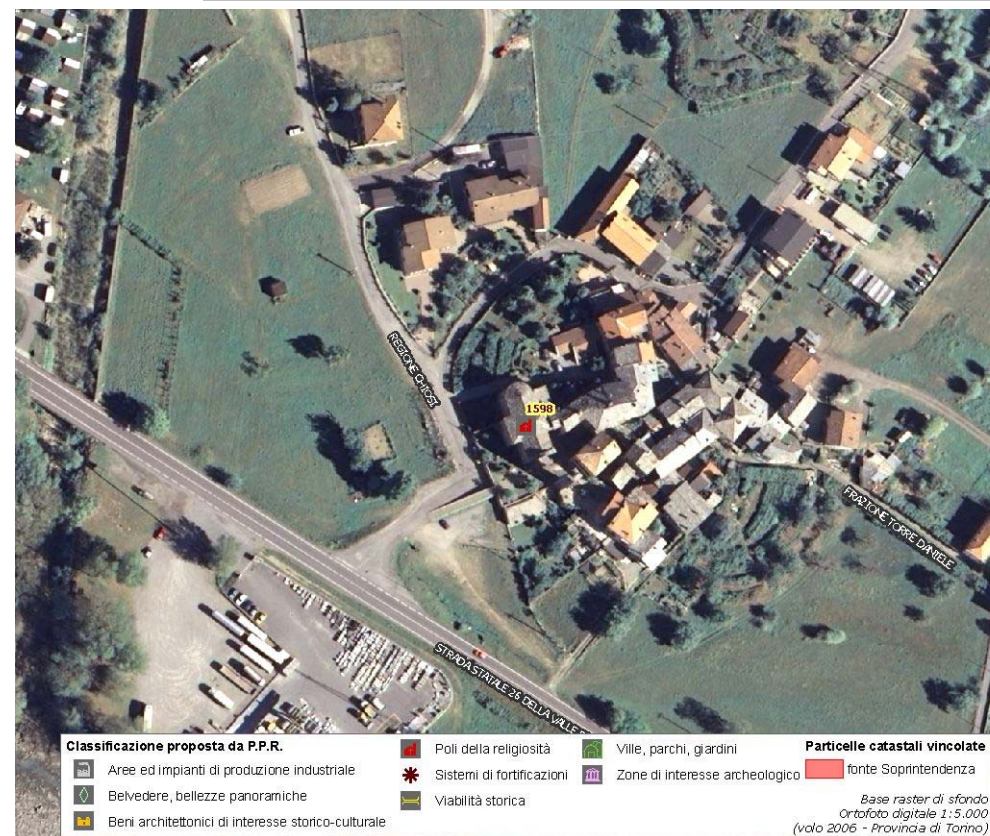 REGIONE CHIOSI
1598
FRAZIONE TORRE DANIELE
STRADA STATALE 26 DELLA VALLE
Classificazione proposta da P.P.R.
Aree ed impianti di produzione industriale
Belvedere, bellezze panoramiche
Beni architettonici di interesse storico-culturale
Poli della religiosità
Sistemi di fortificazioni
Viabilità storica
Ville, parchi, giardini
Zone di interesse archeologico
Particelle catastali vincolate
fonte Soprintendenza
Base raster di sfondo
Ortofoto digitale 1:5.000
(volo 2006 - Provincia di Torino)